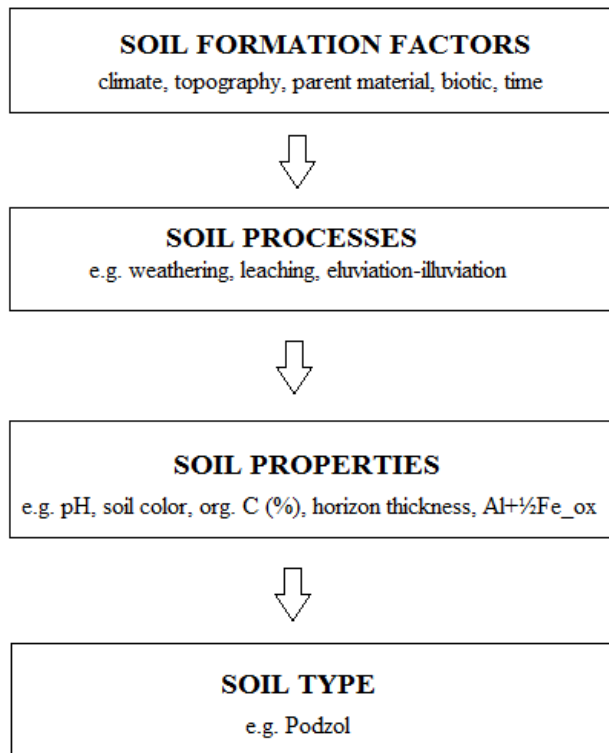 SOIL FORMATION FACTORS
climate, topography, parent material, biotic, time
SOIL PROCESSES
e.g. weathering, leaching, eluviation-illuviation
SOIL PROPERTIES
e.g. pH, soil color, org. C (%), horizon thickness, Al+½Fe_ox
SOIL TYPE
e.g. Podzol